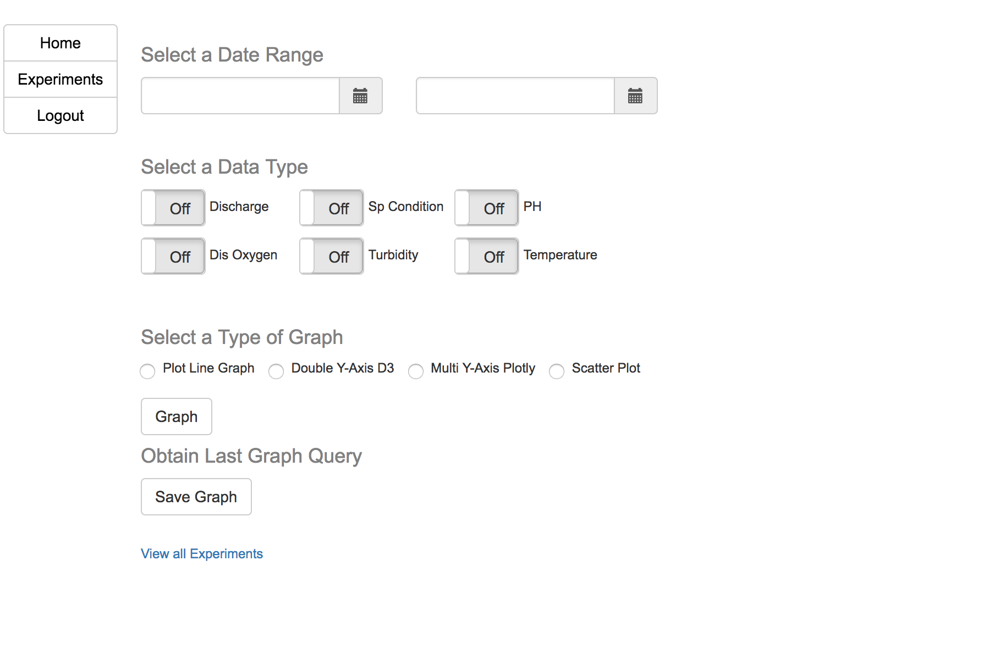 Home
Experiments
Logout
Select a Date Range
Select a Data Type
Off Discharge Off Sp Condition Off PH
Off Dis Oxygen Off Turbidity Off Temperature
Select a Type of Graph
Plot Line Graph Double Y-Axis D3 Multi Y-Axis Plotly Scatter Plot
Graph
Obtain Last Graph Query
Save Graph
View all Experiments